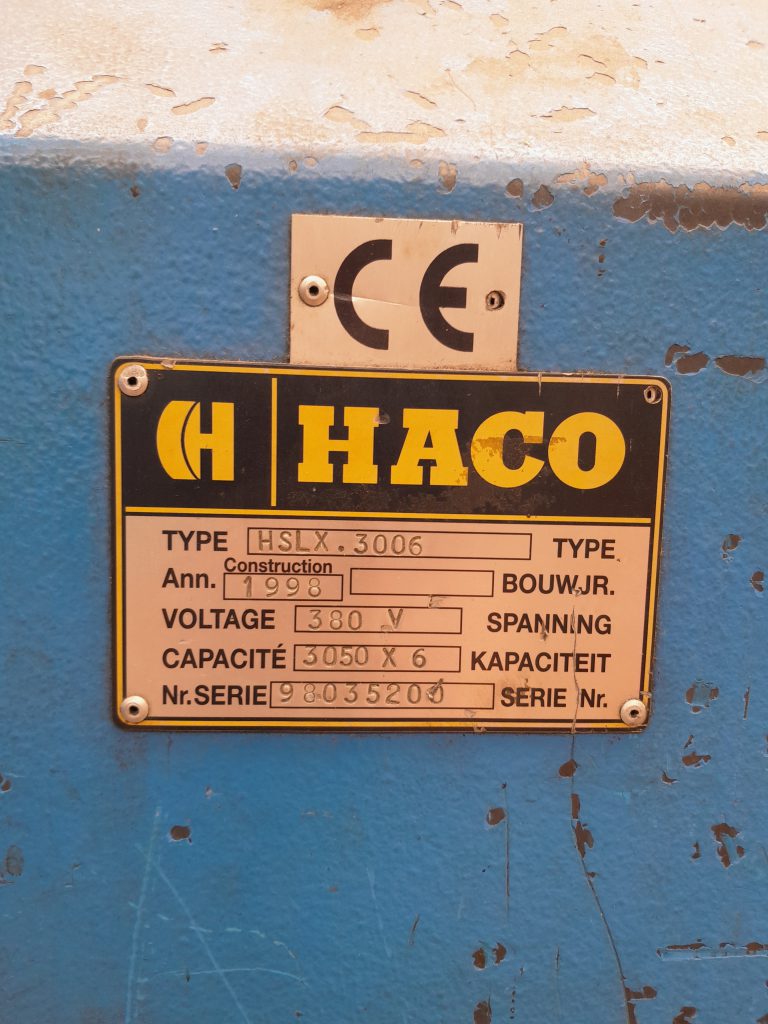 CE
H HACO
TYPE HSLX.3006 TYPE
Construction
Ann. 1998 BOUWJR.
VOLTAGE 380 V SPANNING
CAPACITÉ 3050 X 6 KAPACITEIT
Nr.SERIE 98035200 SERIE Nr.